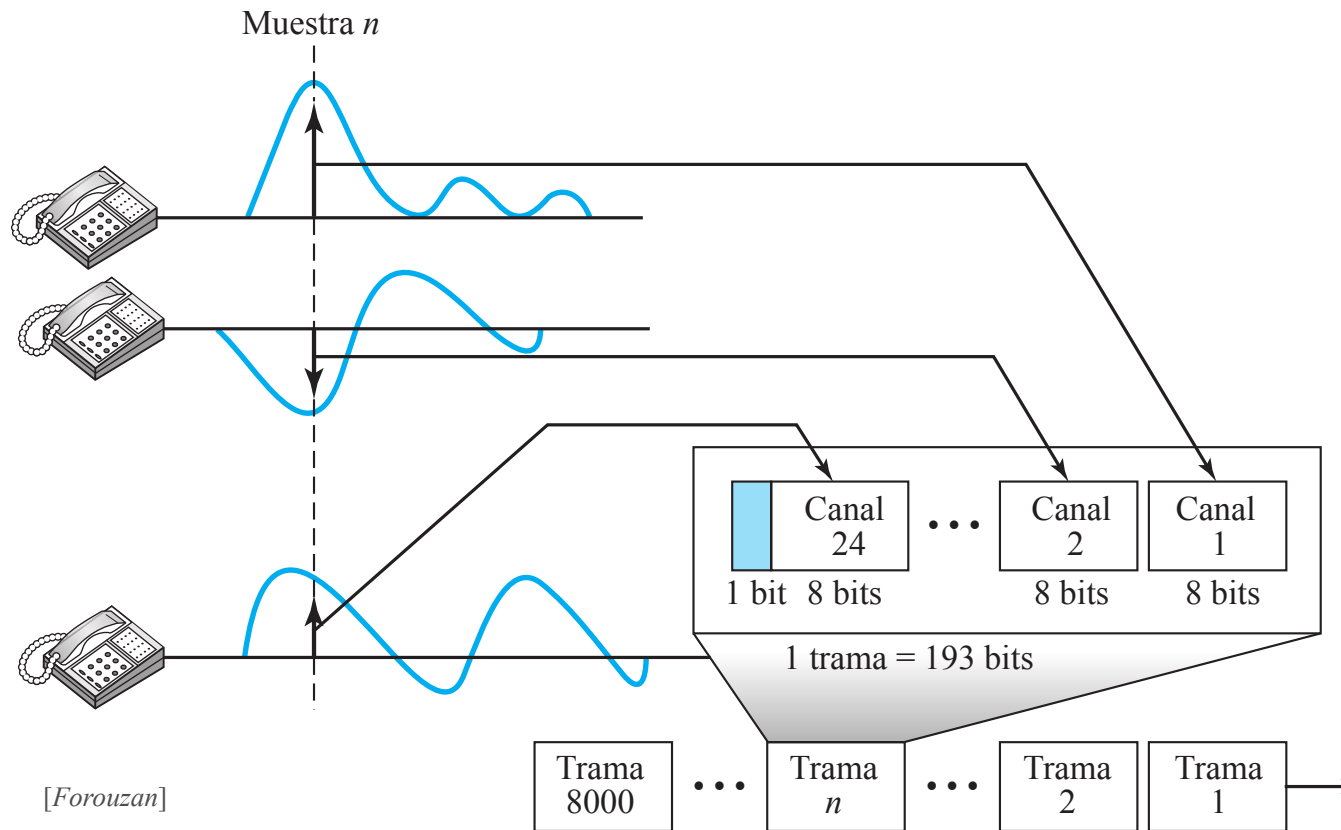 Muestra n
Canal
24
Canal
2
Canal
1
1 bit
8 bits
8 bits
8 bits
1 trama = 193 bits
Trama
8000
Trama
n
Trama
2
Trama
1
[Forouzan]